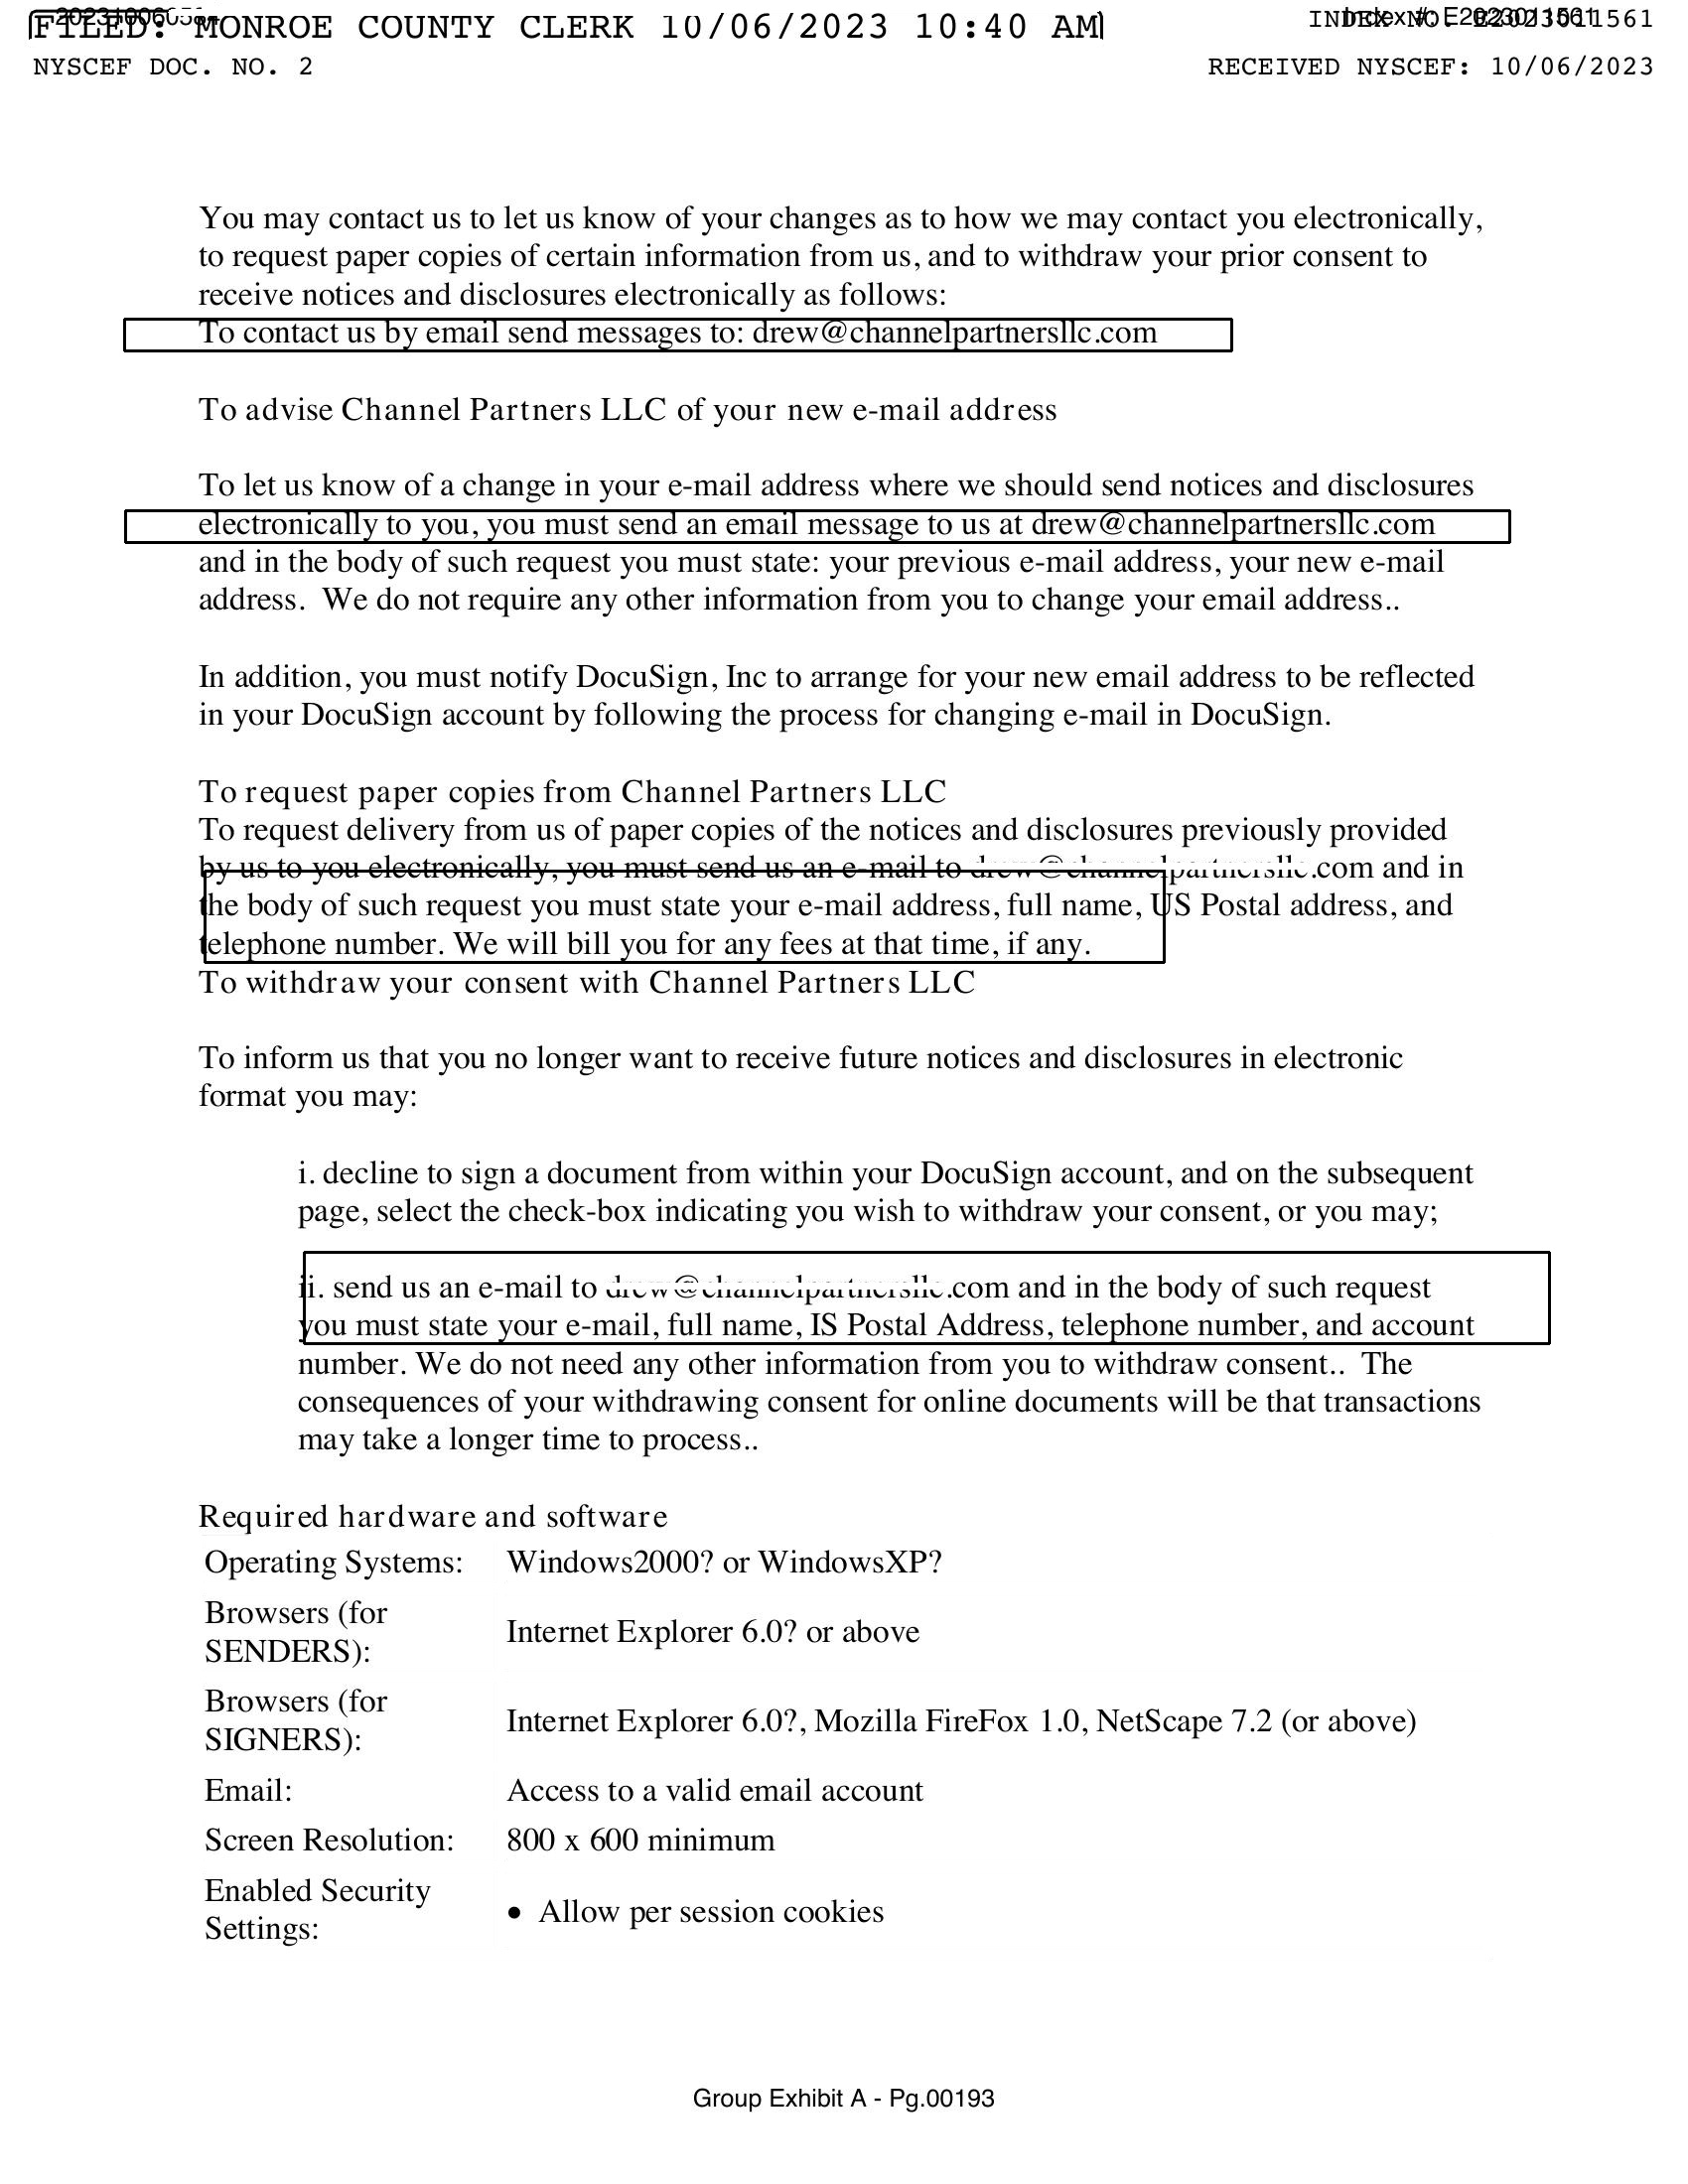 FILED: MONROE COUNTY CLERK 10/06/2023 10:40 AM
INDEX NO. E2023011561
NYSCEF DOC. NO. 2
RECEIVED NYSCEF: 10/06/2023
You may contact us to let us know of your changes as to how we may contact you electronically,
to request paper copies of certain information from us, and to withdraw your prior consent to
receive notices and disclosures electronically as follows:
To contact us by email send messages to: drew@channelpartnersllc.com
To advise Channel Partners LLC of your new e-mail address
To let us know of a change in your e-mail address where we should send notices and disclosures
electronically to you, you must send an email message to us at drew@channelpartnersllc.com
and in the body of such request you must state: your previous e-mail address, your new e-mail
address.  We do not require any other information from you to change your email address..
In addition, you must notify DocuSign, Inc to arrange for your new email address to be reflected
in your DocuSign account by following the process for changing e-mail in DocuSign.
To request paper copies from Channel Partners LLC
To request delivery from us of paper copies of the notices and disclosures previously provided
by us to you electronically, you must send us an e-mail to drew@channelpartnersllc.com and in
the body of such request you must state your e-mail address, full name, US Postal address, and
telephone number. We will bill you for any fees at that time, if any.
To withdraw your consent with Channel Partners LLC
To inform us that you no longer want to receive future notices and disclosures in electronic
format you may:
i. decline to sign a document from within your DocuSign account, and on the subsequent
page, select the check-box indicating you wish to withdraw your consent, or you may;
ii. send us an e-mail to drew@channelpartnersllc.com and in the body of such request
you must state your e-mail, full name, IS Postal Address, telephone number, and account
number. We do not need any other information from you to withdraw consent..  The
consequences of your withdrawing consent for online documents will be that transactions
may take a longer time to process..
Required hardware and software
Operating Systems: Windows2000? or WindowsXP?
Browsers (for
SENDERS):
Internet Explorer 6.0? or above
Browsers (for
SIGNERS):
Internet Explorer 6.0?, Mozilla FireFox 1.0, NetScape 7.2 (or above)
Email: Access to a valid email account
Screen Resolution: 800 x 600 minimum
Enabled Security
Settings:
• Allow per session cookies
Group Exhibit A - Pg.00193